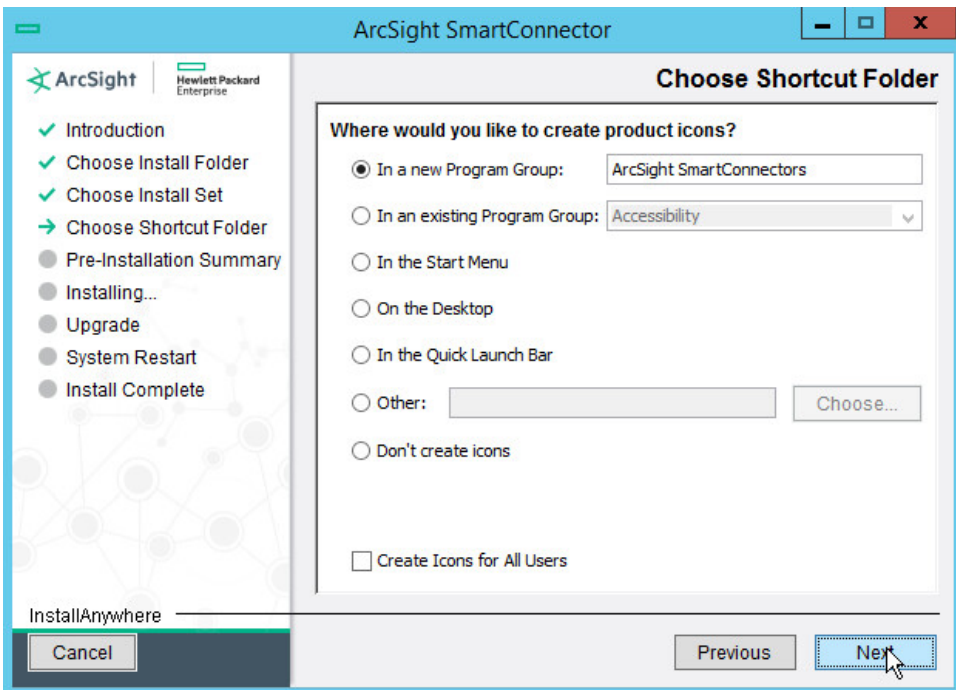 ArcSight SmartConnector
ArcSight
Hewlett Packard
Enterprise
Choose Shortcut Folder
Introduction
Choose Install Folder
Choose Install Set
Choose Shortcut Folder
Pre-Installation Summary
Installing...
Upgrade
System Restart
Install Complete
Where would you like to create product icons?
In a new Program Group: ArcSight SmartConnectors
In an existing Program Group: Accessibility
In the Start Menu
On the Desktop
In the Quick Launch Bar
Other: Choose...
Don't create icons
Create Icons for All Users
InstallAnywhere
Cancel Previous Next